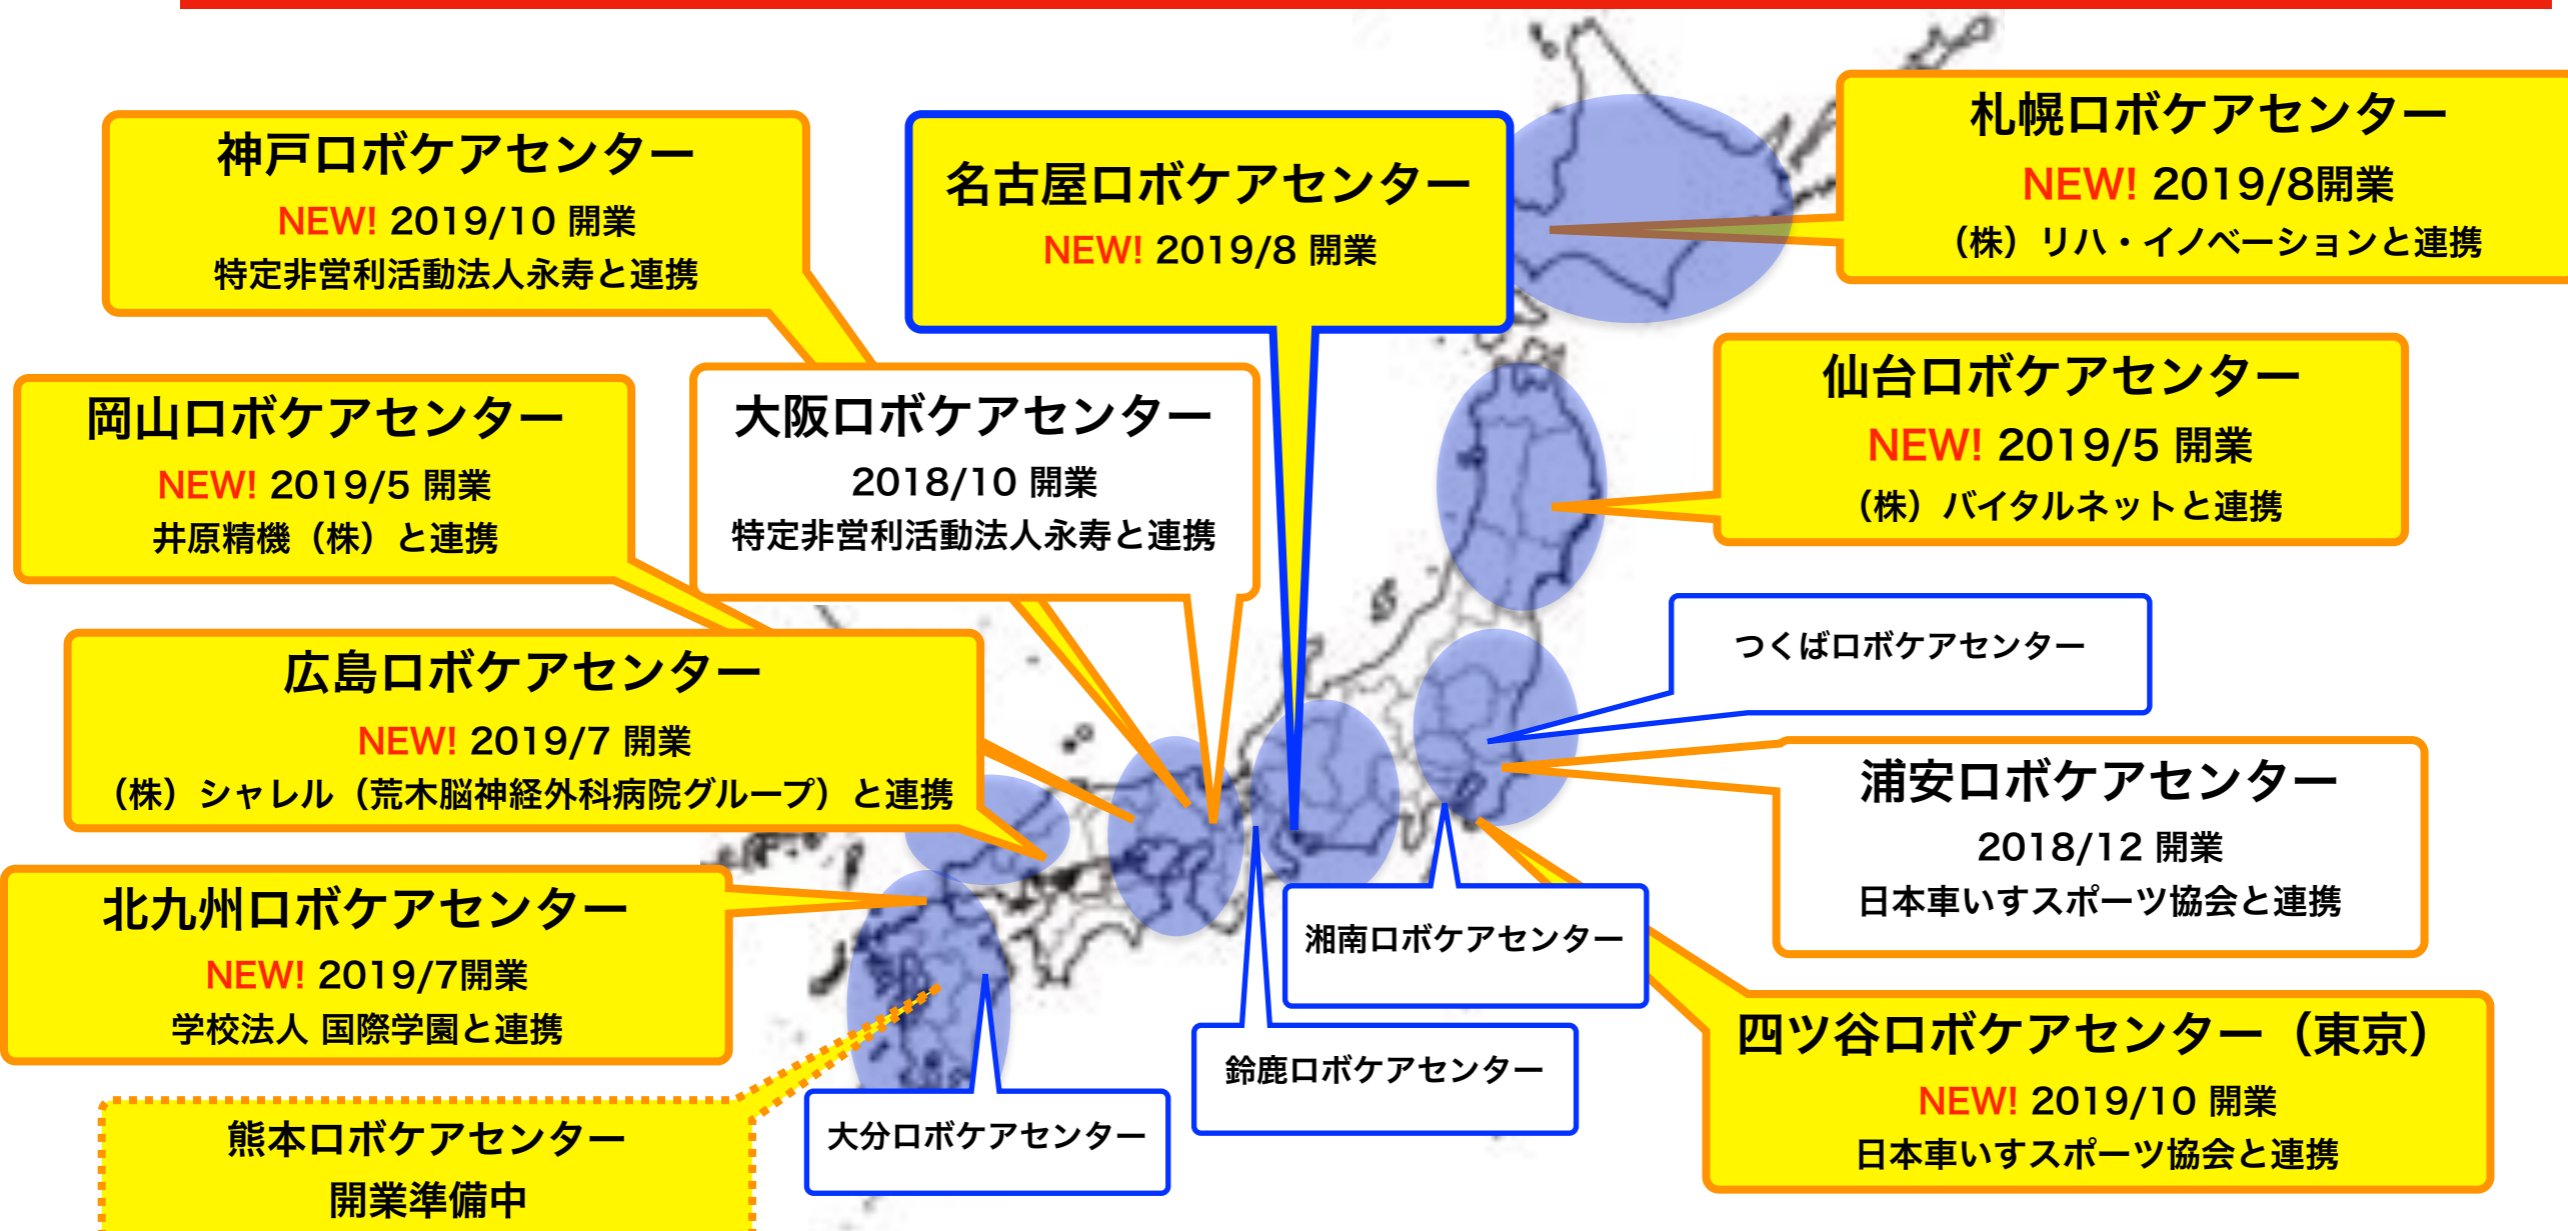 神戸ロボケアセンター
NEW! 2019/10 開業
特定非営利活動法人永寿と連携
名古屋ロボケアセンター
NEW! 2019/8 開業
札幌ロボケアセンター
NEW! 2019/8開業
（株）リハ・イノベーションと連携
岡山ロボケアセンター
NEW! 2019/5 開業
井原精機（株）と連携
大阪ロボケアセンター
2018/10 開業
特定非営利活動法人永寿と連携
仙台ロボケアセンター
NEW! 2019/5 開業
（株）バイタルネットと連携
広島ロボケアセンター
NEW! 2019/7 開業
（株）シャレル（荒木脳神経外科病院グループ）と連携
つくばロボケアセンター
浦安ロボケアセンター
2018/12 開業
日本車いすスポーツ協会と連携
北九州ロボケアセンター
NEW! 2019/7開業
学校法人 国際学園と連携
湘南ロボケアセンター
鈴鹿ロボケアセンター
四ツ谷ロボケアセンター（東京）
NEW! 2019/10 開業
日本車いすスポーツ協会と連携
熊本ロボケアセンター
開業準備中
大分ロボケアセンター